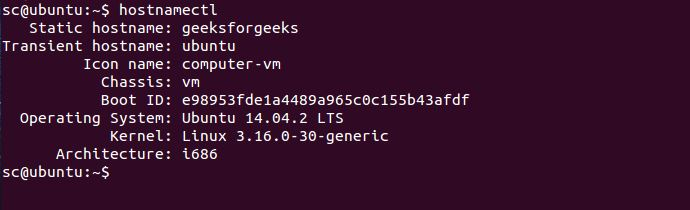 sc@ubuntu:~$ hostnamectl
Static hostname: geeksforgeeks
Transient hostname: ubuntu
Icon name: computer-vm
Chassis: vm
Boot ID: e98953fde1a4489a965c0c155b43afdf
Operating System: Ubuntu 14.04.2 LTS
Kernel: Linux 3.16.0-30-generic
Architecture: i686
sc@ubuntu:~$